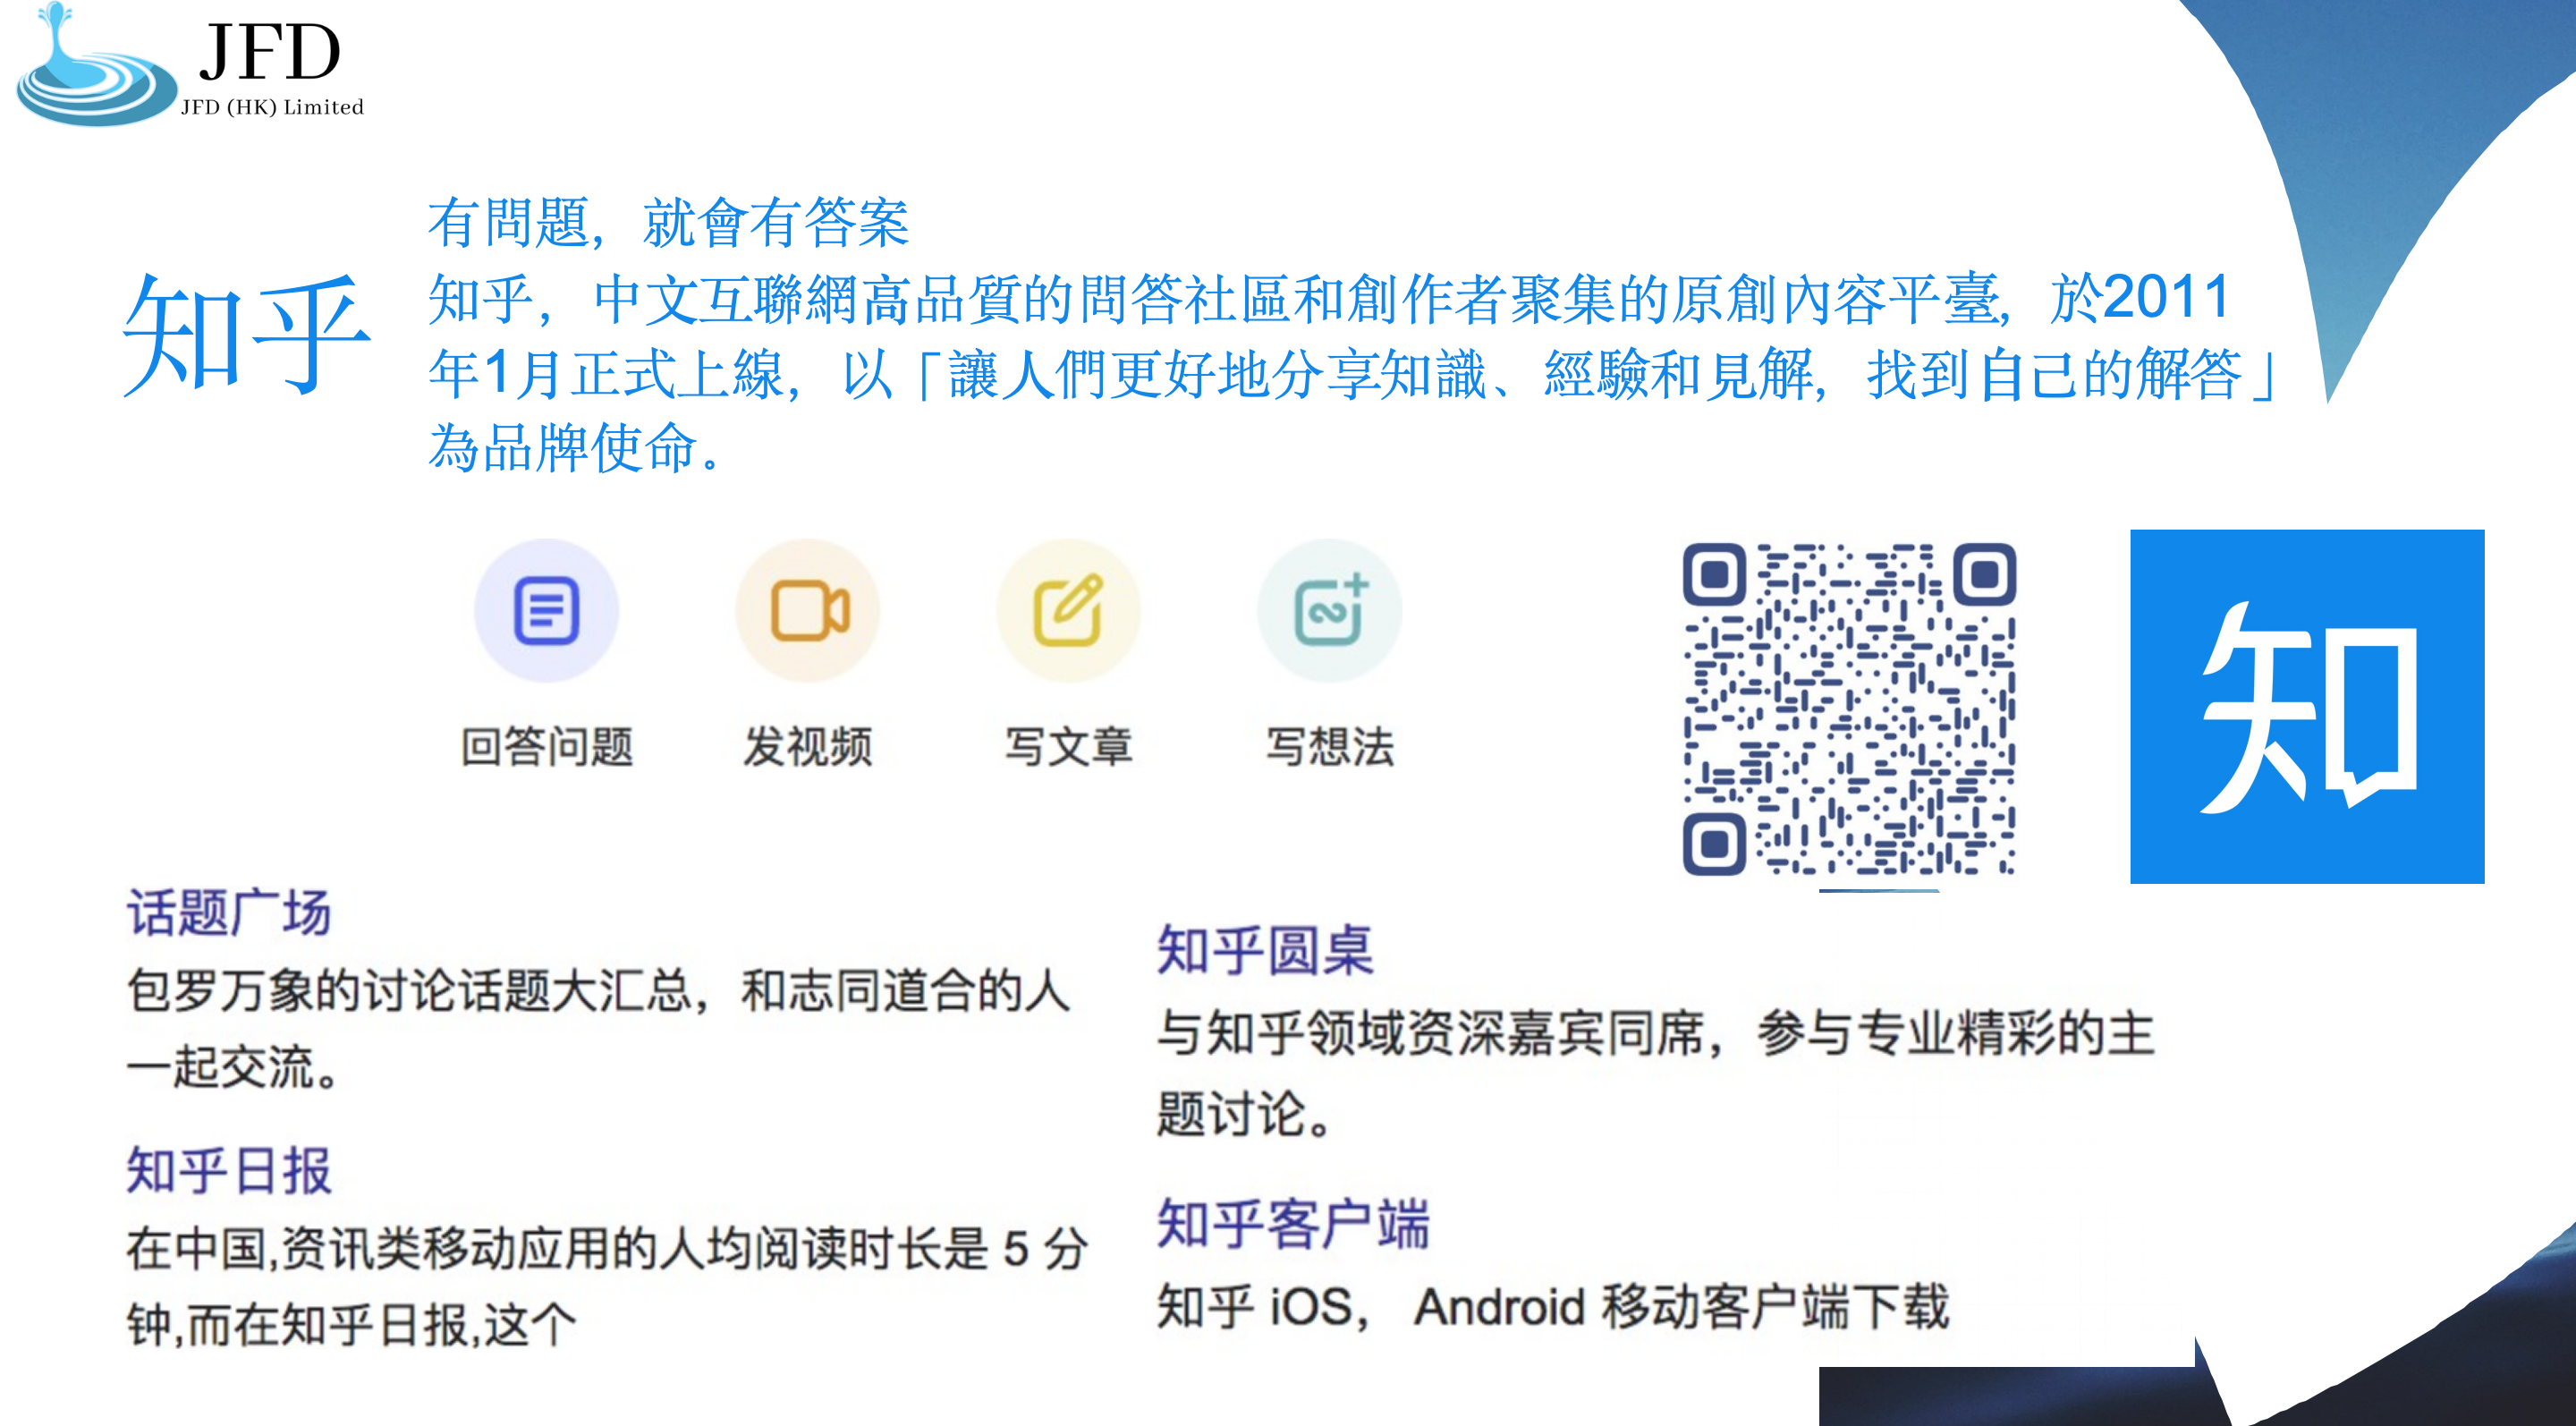 JFD
JFD (HK) Limited
有問題，就會有答案
知乎
知乎，中文互聯網高品質的問答社區和創作者聚集的原創內容平臺，於2011
年1月正式上線，以「讓人們更好地分享知識、經驗和見解，找到自己的解答」
為品牌使命。
回答问题
发视频
写文章
写想法
知
话题广场
包罗万象的讨论话题大汇总，和志同道合的人
一起交流。
知乎日报
在中国,资讯类移动应用的人均阅读时长是 5 分
钟,而在知乎日报,这个
知乎圆桌
与知乎领域资深嘉宾同席，参与专业精彩的主
题讨论。
知乎客户端
知乎 iOS， Android 移动客户端下载